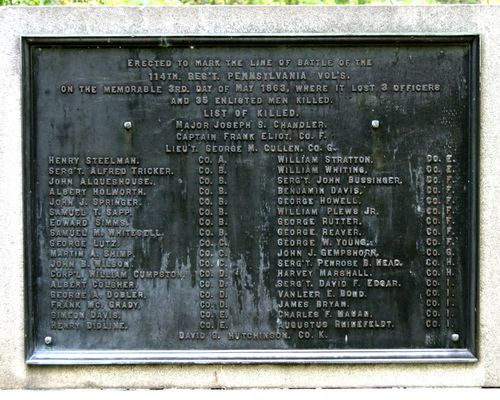 Erected to mark the line of battle of the
114th. Reg't. Pennsylvania Vol's.
on the memorable 3rd. day of May 1863, where it lost 3 officers
and 35 enlisted men killed.
List of killed.
Major Joseph S. Chandler.
Captain Frank Eliot, Co. F.
Lieu't. George M. Cullen, Co. G.
Henry Steelman. Co. A. William Stratton. Co. E.
Serg't. Alfred Tricker. Co. B. William Whiting. Co. E.
John Alqueshouse. Co. B. Serg't. John Bussinger. Co. F.
Albert Holworth. Co. B. Benjamin Davis. Co. F.
John J. Springer. Co. B. George Howell. Co. F.
Samuel T. Sapp. Co. B. William Plews Jr. Co. F.
Edward Simms. Co. B. George Rutter. Co. F.
Samuel M. Whitesell. Co. B. George Reaver. Co. F.
George Lutz. Co. C. George W. Young. Co. F.
Martin A. Shimp. Co. C. John J. Gempshorn. Co. G.
John B. Wilson. Co. Serg't. Penrose B. Mead. Co. H.
Corp'l William Cumpston. Co. D. Harvey Marshall. Co. H.
Albert Colsher. Co. D. Serg't. David F. Edgar. Co. I.
George A. Dobler. Co. D. Vanleer E. Bond. Co. I.
Frank Mc Grady. Co. D. James Bryan. Co. I.
Simeon Davis. Co. E. Charles F. Maman. Co. I.
Henry Didline. Co. E. Augustus Rhinefeldt. Co. I.
David G. Hutchinson. Co. K.